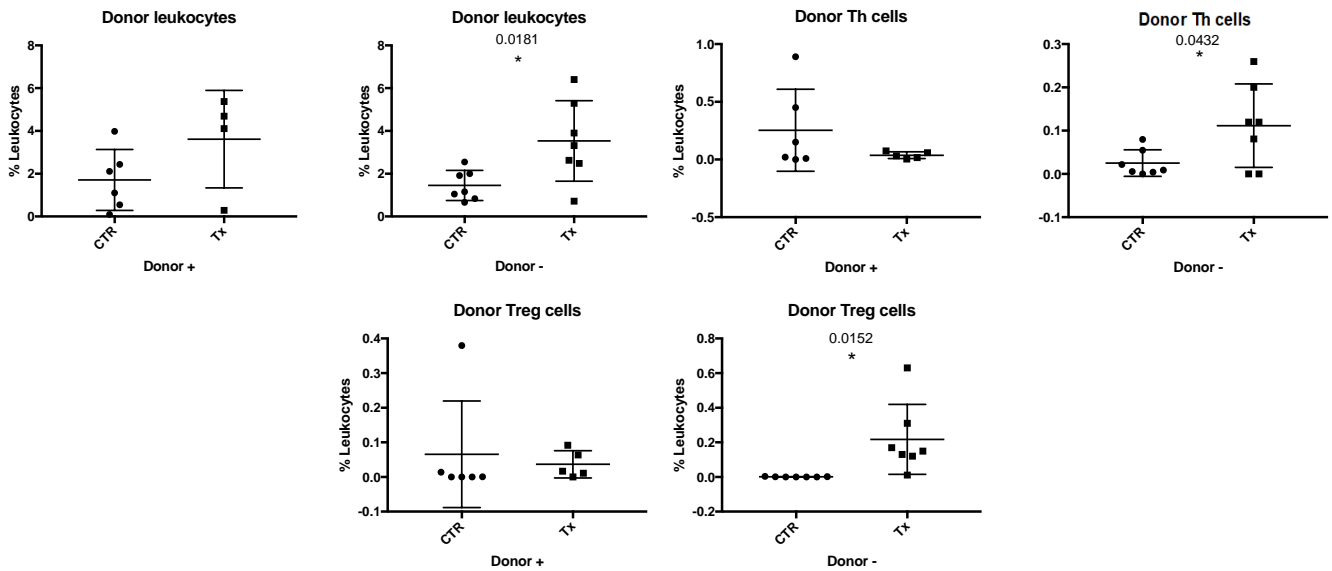 Donor leukocytes
% Leukocytes
8
6
4
2
0
CTR
Tx
Donor +
Donor leukocytes
0.0181
*
% Leukocytes
8
6
4
2
0
CTR
Tx
Donor -
Donor Th cells
% Leukocytes
1.0
0.5
0.0
-0.5
CTR
Tx
Donor +
Donor Th cells
0.0432
*
% Leukocytes
0.3
0.2
0.1
0.0
-0.1
CTR
Tx
Donor -
Donor Treg cells
% Leukocytes
0.4
0.3
0.2
0.1
0.0
-0.1
CTR
Tx
Donor +
Donor Treg cells
0.0152
*
% Leukocytes
0.8
0.6
0.4
0.2
0.0
-0.2
CTR
Tx
Donor -